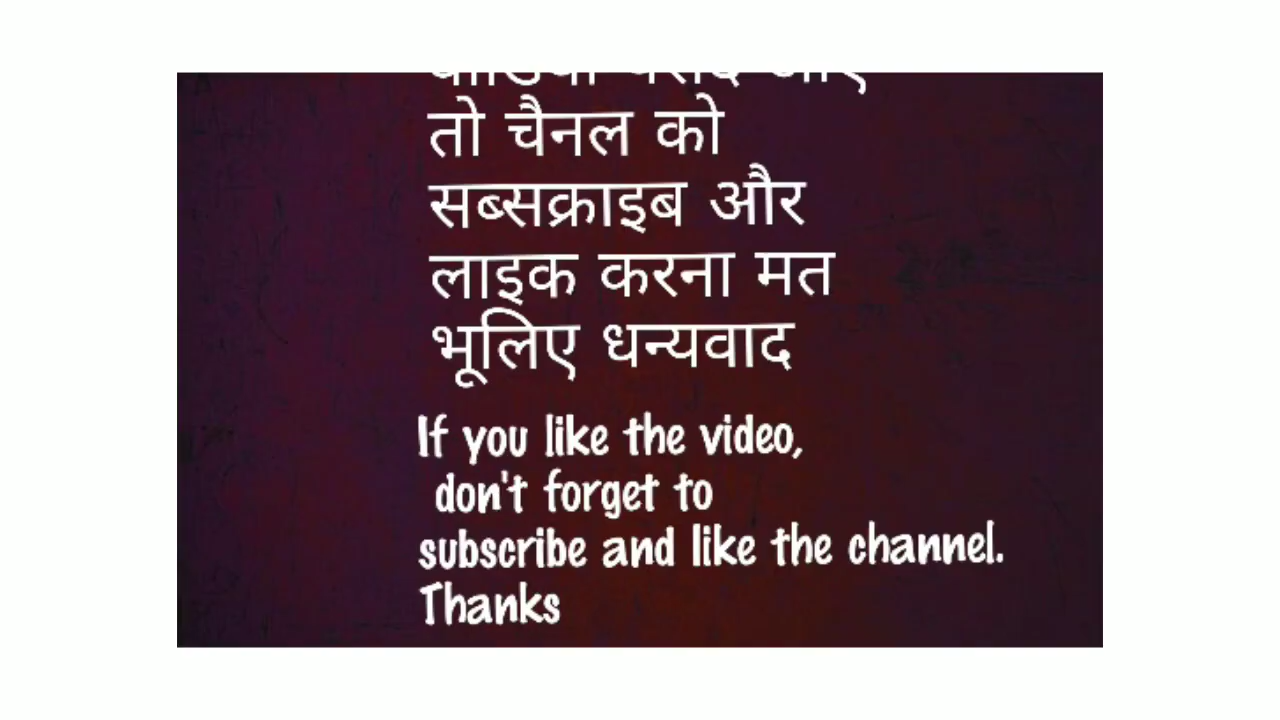 तो चैनल को
सब्सक्राइब और
लाइक करना मत
भूलिए धन्यवाद
If you like the video,
don't forget to
subscribe and like the channel.
Thanks